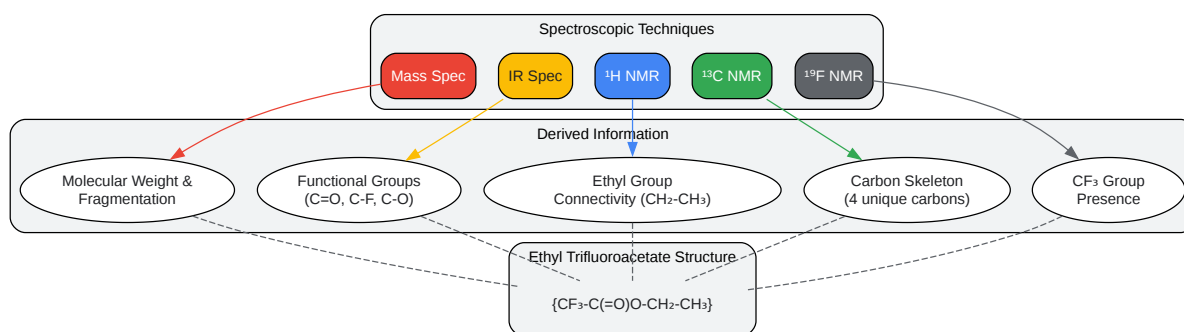 Spectroscopic Techniques
Mass Spec
IR Spec
¹H NMR
¹³C NMR
¹⁹F NMR
Derived Information
Molecular Weight &
Fragmentation
Functional Groups
(C=O, C-F, C-O)
Ethyl Group
Connectivity (CH₂-CH₃)
Carbon Skeleton
(4 unique carbons)
CF₃ Group
Presence
Ethyl Trifluoroacetate Structure
{CF₃-C(=O)O-CH₂-CH₃}